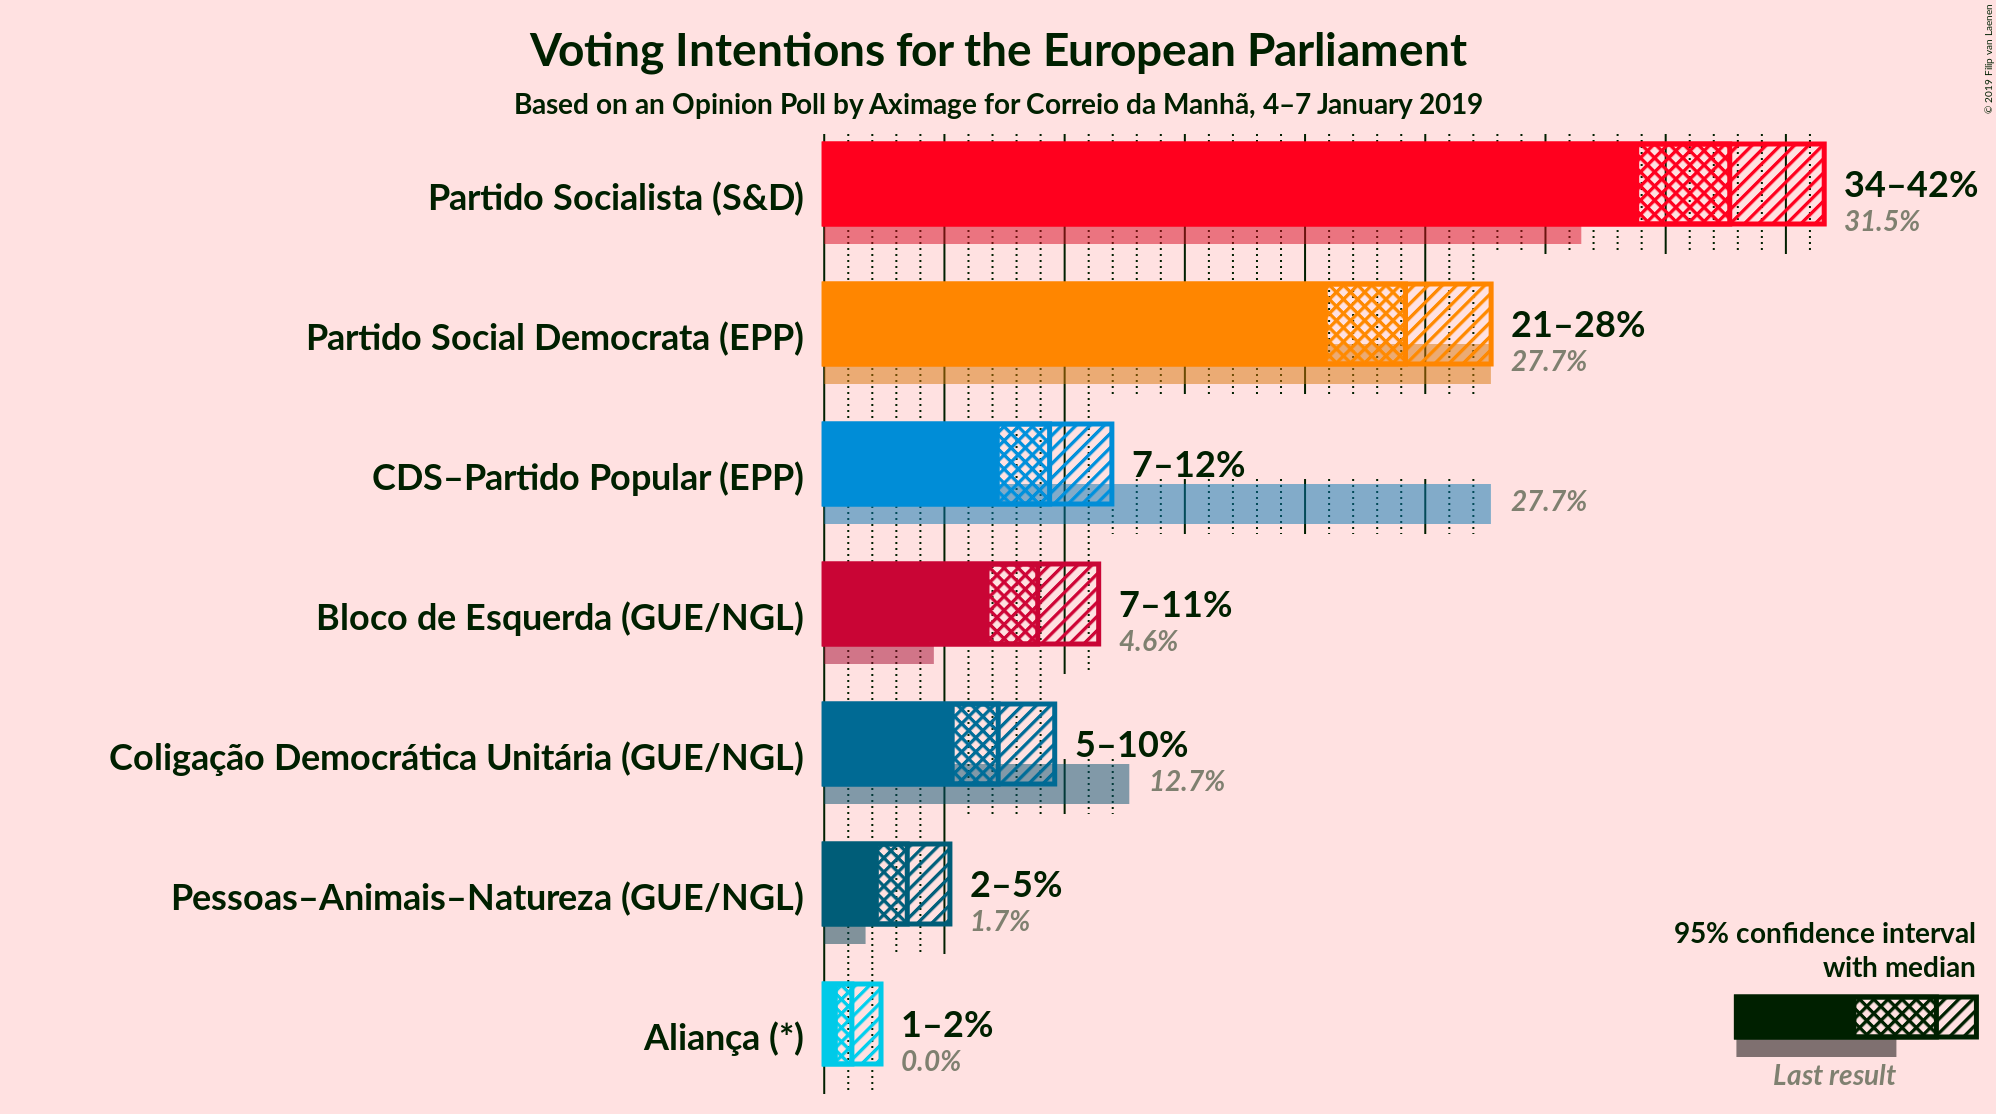 Voting Intentions for the European Parliament
Based on an Opinion Poll by Aximage for Correio da Manhã, 4–7 January 2019
© 2019 Filip van Laenen
Partido Socialista (S&D)
34–42%
31.5%
Partido Social Democrata (EPP)
21–28%
27.7%
CDS–Partido Popular (EPP)
7–12%
27.7%
Bloco de Esquerda (GUE/NGL)
7–11%
4.6%
Coligação Democrática Unitária (GUE/NGL)
5–10%
12.7%
Pessoas–Animais–Natureza (GUE/NGL)
2–5%
1.7%
Aliança (*)
1–2%
0.0%
95% confidence interval
with median
Last result